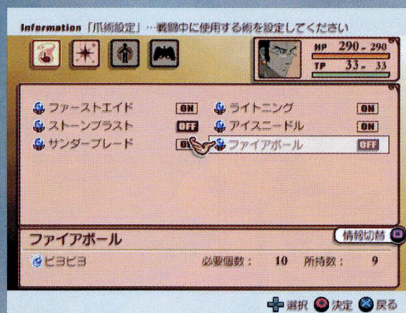 Information 「爪術設定」…戦闘中に使用する術を設定してください
HP 290 - 290
TP 33 - 33
ファーストエイド ON ライトニング ON
ストーンブラスト OFF アイスニードル ON
サンダーブレード ファイアボール OFF
ファイアボール 情報切替
ピヨピヨ 必要個数： 10 所持数： 9
選択 決定 戻る